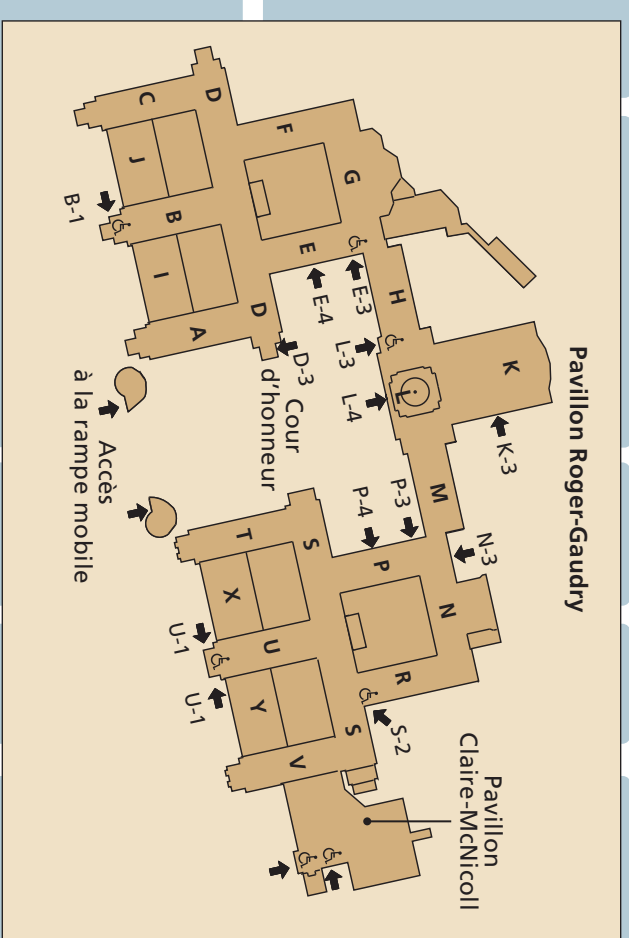 Pavillon Roger-Gaudry
K
K-3
N-3
G
H
L
M
N
F
E
E-3
E-4
L-3
L-4
P-3
P-4
P
R
S-2
D
D
D-3
Cour
d'honneur
S
S
Pavillon
Claire-McNicoll
C
J
B
I
A
T
X
U
Y
V
B-1
U-1
U-1
Accès
à la rampe mobile